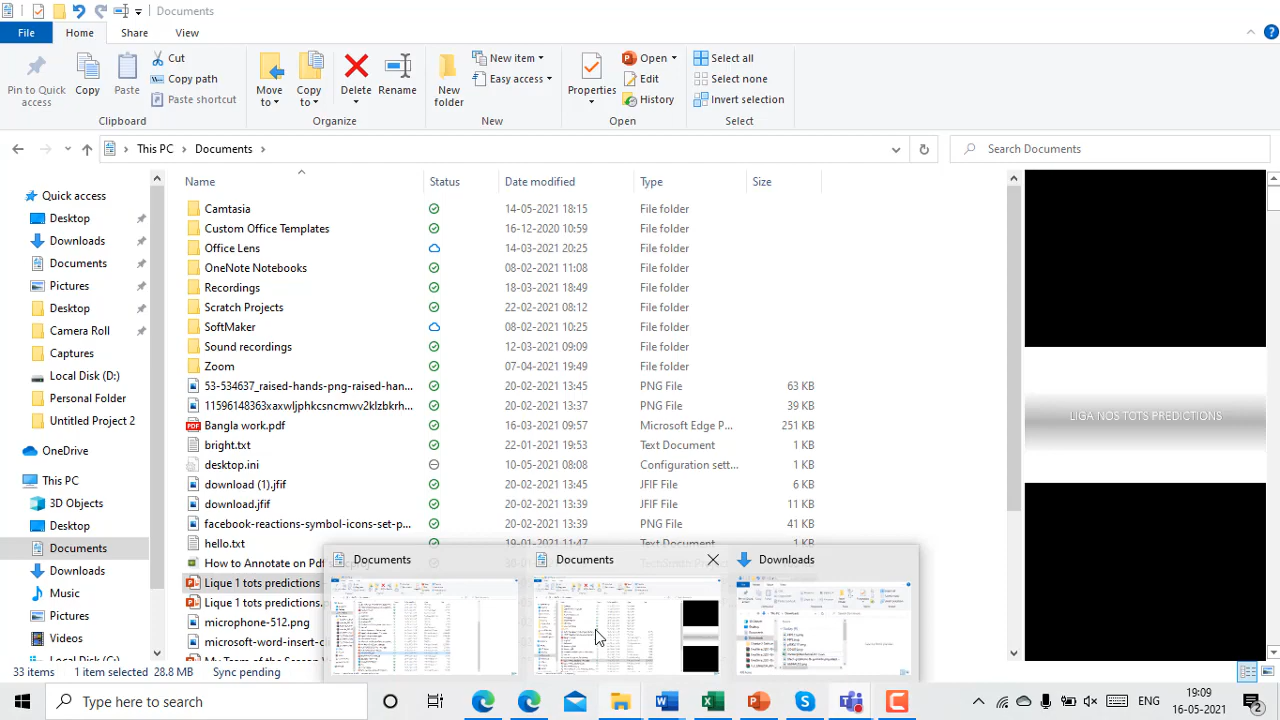 Documents
File Home Share View
Pin to Quick access
Copy
Paste
Cut
Copy path
Paste shortcut
Clipboard
Move to
Copy to
Delete
Rename
Organize
New folder
New item
Easy access
New
Properties
Open
Edit
History
Open
Select all
Select none
Invert selection
Select
This PC Documents
Search Documents
Quick access
Desktop
Downloads
Documents
Pictures
Desktop
Camera Roll
Captures
Local Disk (D:)
Personal Folder
Untitled Project 2
OneDrive
This PC
3D Objects
Desktop
Documents
Downloads
Videos
Name Status Date modified Type Size
Camtasia 14-05-2021 18:15 File folder
Custom Office Templates 16-12-2020 10:59 File folder
Office Lens 14-03-2021 20:25 File folder
OneNote Notebooks 08-02-2021 11:08 File folder
Recordings 18-03-2021 18:49 File folder
Scratch Projects 22-02-2021 08:12 File folder
SoftMaker 08-02-2021 10:25 File folder
Sound recordings 12-03-2021 09:09 File folder
Zoom 07-04-2021 19:49 File folder
53-534637_raised-hands-png-raised-han... 20-02-2021 13:45 PNG File 63 KB
11596148363xaxwljphkcsncmwv2klzbkrh... 20-02-2021 13:37 PNG File 39 KB
Bangla work.pdf 16-03-2021 09:57 Microsoft Edge P... 251 KB
bright.txt 22-01-2021 19:53 Text Document 1 KB
desktop.ini 10-05-2021 08:08 Configuration sett... 1 KB
download (1).jfif 20-02-2021 13:45 JFIF File 6 KB
download.jfif 20-02-2021 13:39 JFIF File 11 KB
facebook-reactions-symbol-icons-set-p... 20-02-2021 13:39 PNG File 41 KB
hello.txt 19-01-2021 11:47 Text Document 1 KB
How to Annotate on Pdf
Lique 1 tots predictions
Lique 1 tots predictions
microphone-512.png
LIGA NOS TOTS PREDICTIONS
Documents
Documents
Downloads
33 items
selected 28.8 MB Sync pending
Type here to search
19:09
16-05-2021
2